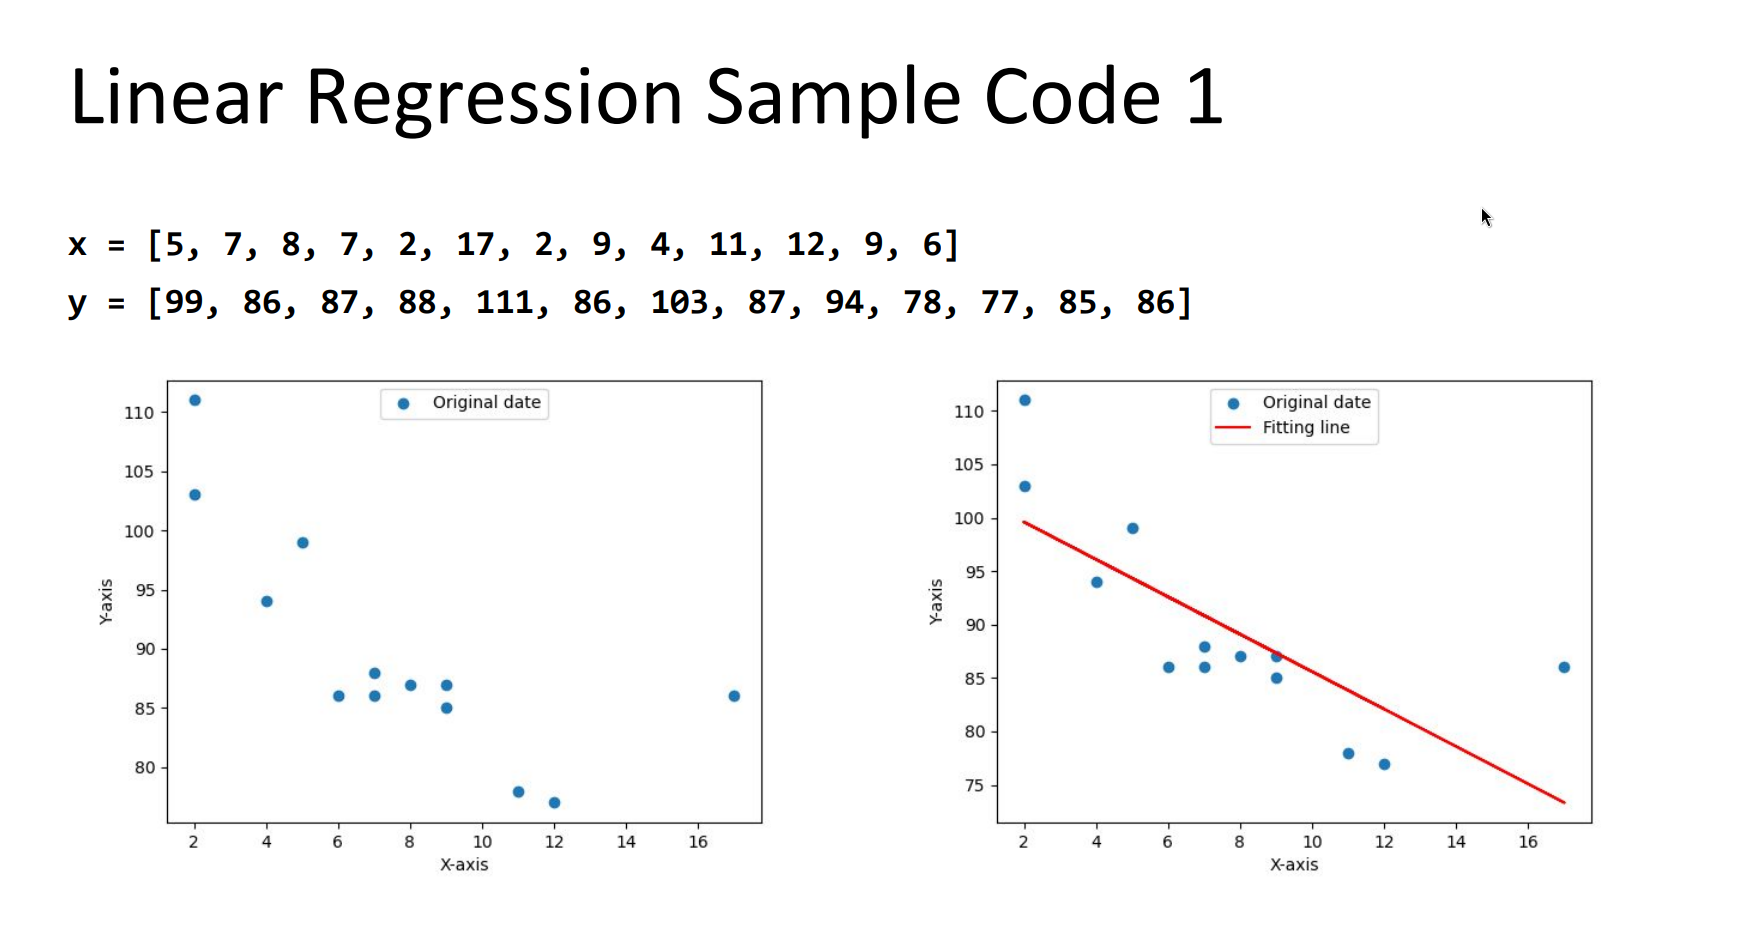 Linear Regression Sample Code 1
x = [5, 7, 8, 7, 2, 17, 2, 9, 4, 11, 12, 9, 6]
y = [99, 86, 87, 88, 111, 86, 103, 87, 94, 78, 77, 85, 86]
Original date
110
105
100
95
90
85
80
Y-axis
2 4 6 8 10 12 14 16
X-axis
Original date
Fitting line
110
105
100
95
90
85
80
75
Y-axis
2 4 6 8 10 12 14 16
X-axis